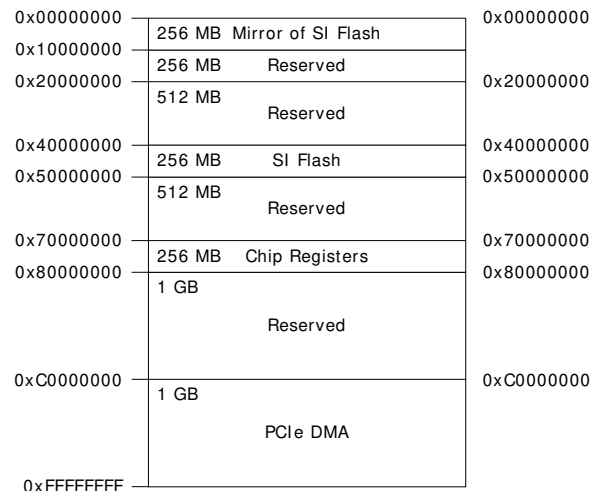 0x00000000 0x00000000
256 MB Mirror of SI Flash
0x10000000
256 MB Reserved
0x20000000 0x20000000
512 MB
Reserved
0x40000000 0x40000000
256 MB SI Flash
0x50000000 0x50000000
512 MB
Reserved
0x70000000 0x70000000
256 MB Chip Registers
0x80000000 0x80000000
1 GB
Reserved
0xC0000000 0xC0000000
1 GB
PCIe DMA
0xFFFFFFFF